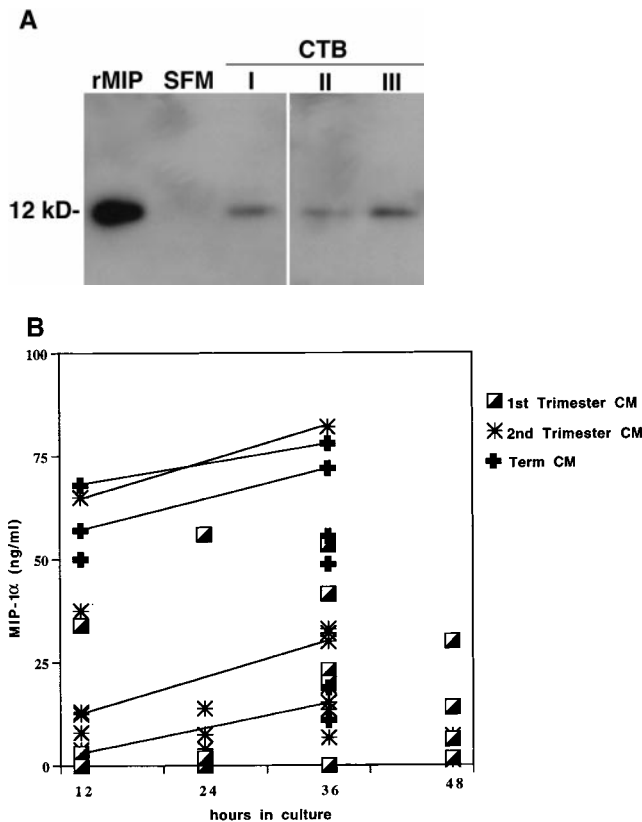 A
CTB
rMIP SFM I II III
12 kD-
B
100
75
50
25
0
MIP-1α (ng/ml)
12 24 36 48
hours in culture
1st Trimester CM
2nd Trimester CM
Term CM